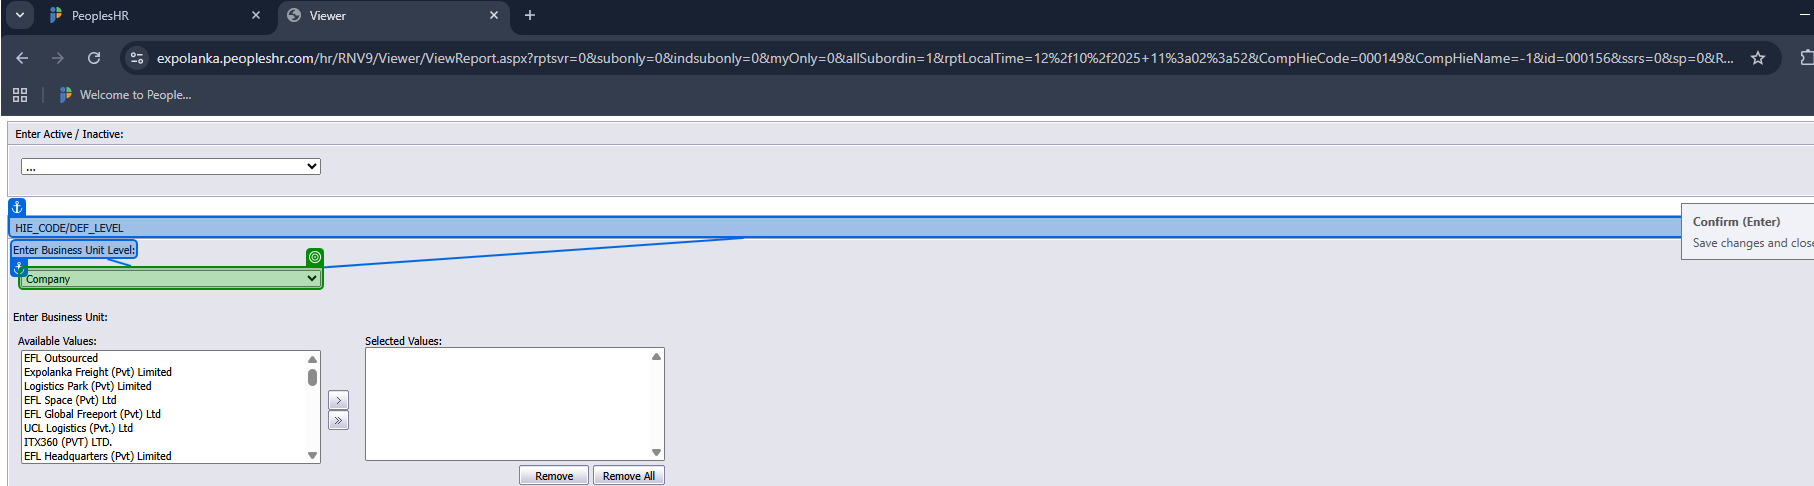 PeoplesHR
Viewer
expolanka.peopleshr.com/hr/RNV9/Viewer/ViewReport.aspx?rptsvr=0&subonly=0&indsubonly=0&myOnly=0&allSubordin=1&rptLocalTime=12%2f10%2f2025+11%3a02%3a52&CompHieCode=000149&CompHieName=-1&id=000156&ssrs=0&sp=0&R...
Welcome to People...
Enter Active / Inactive:
...
HIE_CODE/DEF_LEVEL
Confirm (Enter)
Save changes and close
Enter Business Unit Level:
Company
Enter Business Unit:
Available Values:
Selected Values:
EFL Outsourced
Expolanka Freight (Pvt) Limited
Logistics Park (Pvt) Limited
EFL Space (Pvt) Ltd
EFL Global Freeport (Pvt) Ltd
UCL Logistics (Pvt.) Ltd
ITX360 (PVT) LTD.
EFL Headquarters (Pvt) Limited
>
»
Remove
Remove All